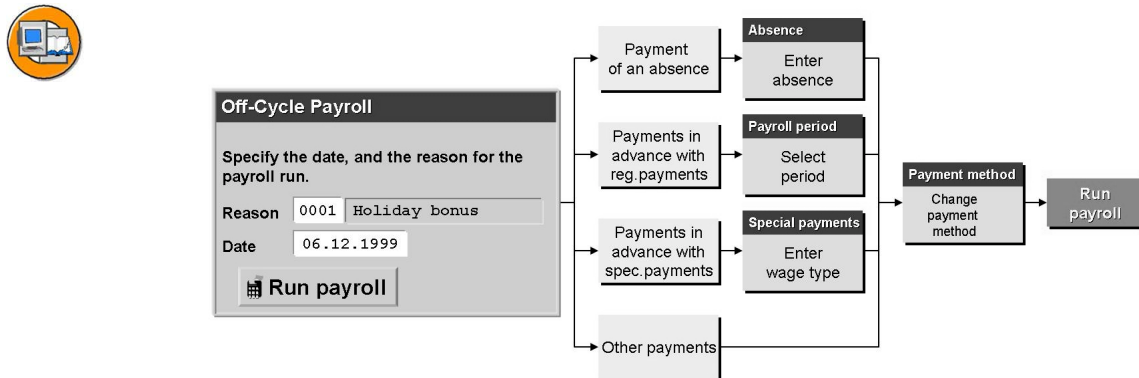 Off-Cycle Payroll
Specify the date, and the reason for the
payroll run.
Reason 0001 Holiday bonus
Date 06.12.1999
Run payroll
Payment
of an absence
Absence
Enter
absence
Payments in
advance with
reg.payments
Payroll period
Select
period
Payments in
advance with
spec.payments
Special payments
Enter
wage type
Other payments
Payment method
Change
payment
method
Run
payroll